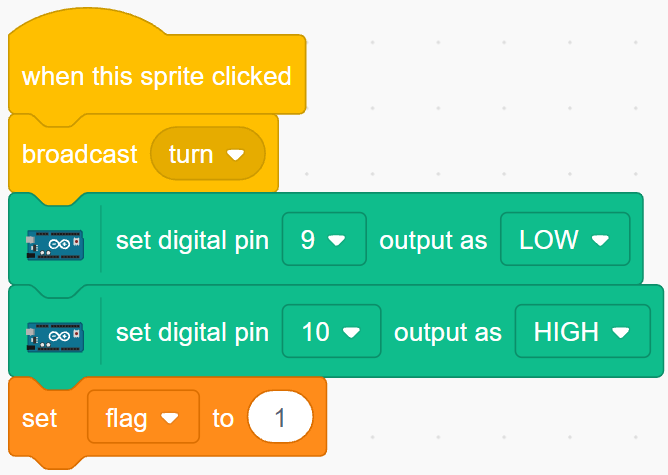 when this sprite clicked
broadcast turn
set digital pin 9 output as LOW
set digital pin 10 output as HIGH
set flag to 1